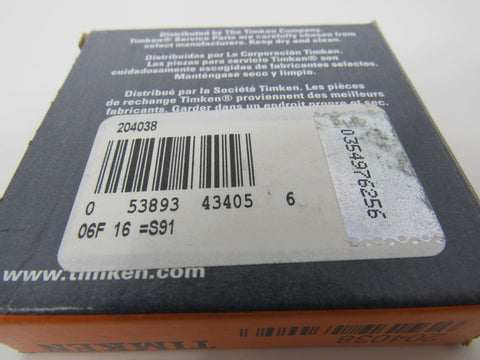 Distributed by The Timken Company.
Timken® Service Parts are carefully chosen from
select manufacturers. Keep dry and clean.
Distribuidos por la Corporación Timken.
Las piezas para servicio Timken® son
cuidadosamente escogidas de fabricantes selectos.
Manténgase seco y limpio.
Distribué par la Société Timken. Les pièces
de rechange Timken® proviennent des meilleurs
fabricants. Garder dans un endroit propre et sec.
204038
0 53893 43405 6
06F 16 =S91
0354976256
www.timken.com
TIMKEN
204038